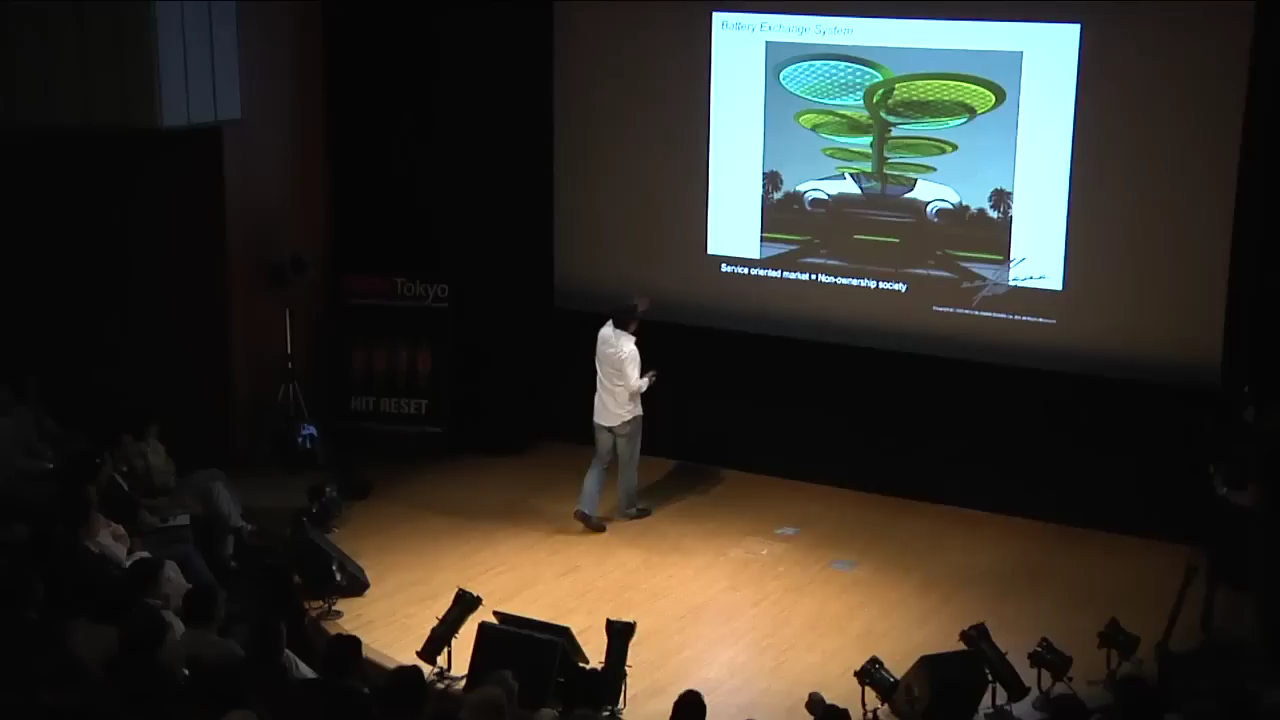 Battery Exchange System
Service oriented market = Non-ownership society
Tokyo
HIT RESET